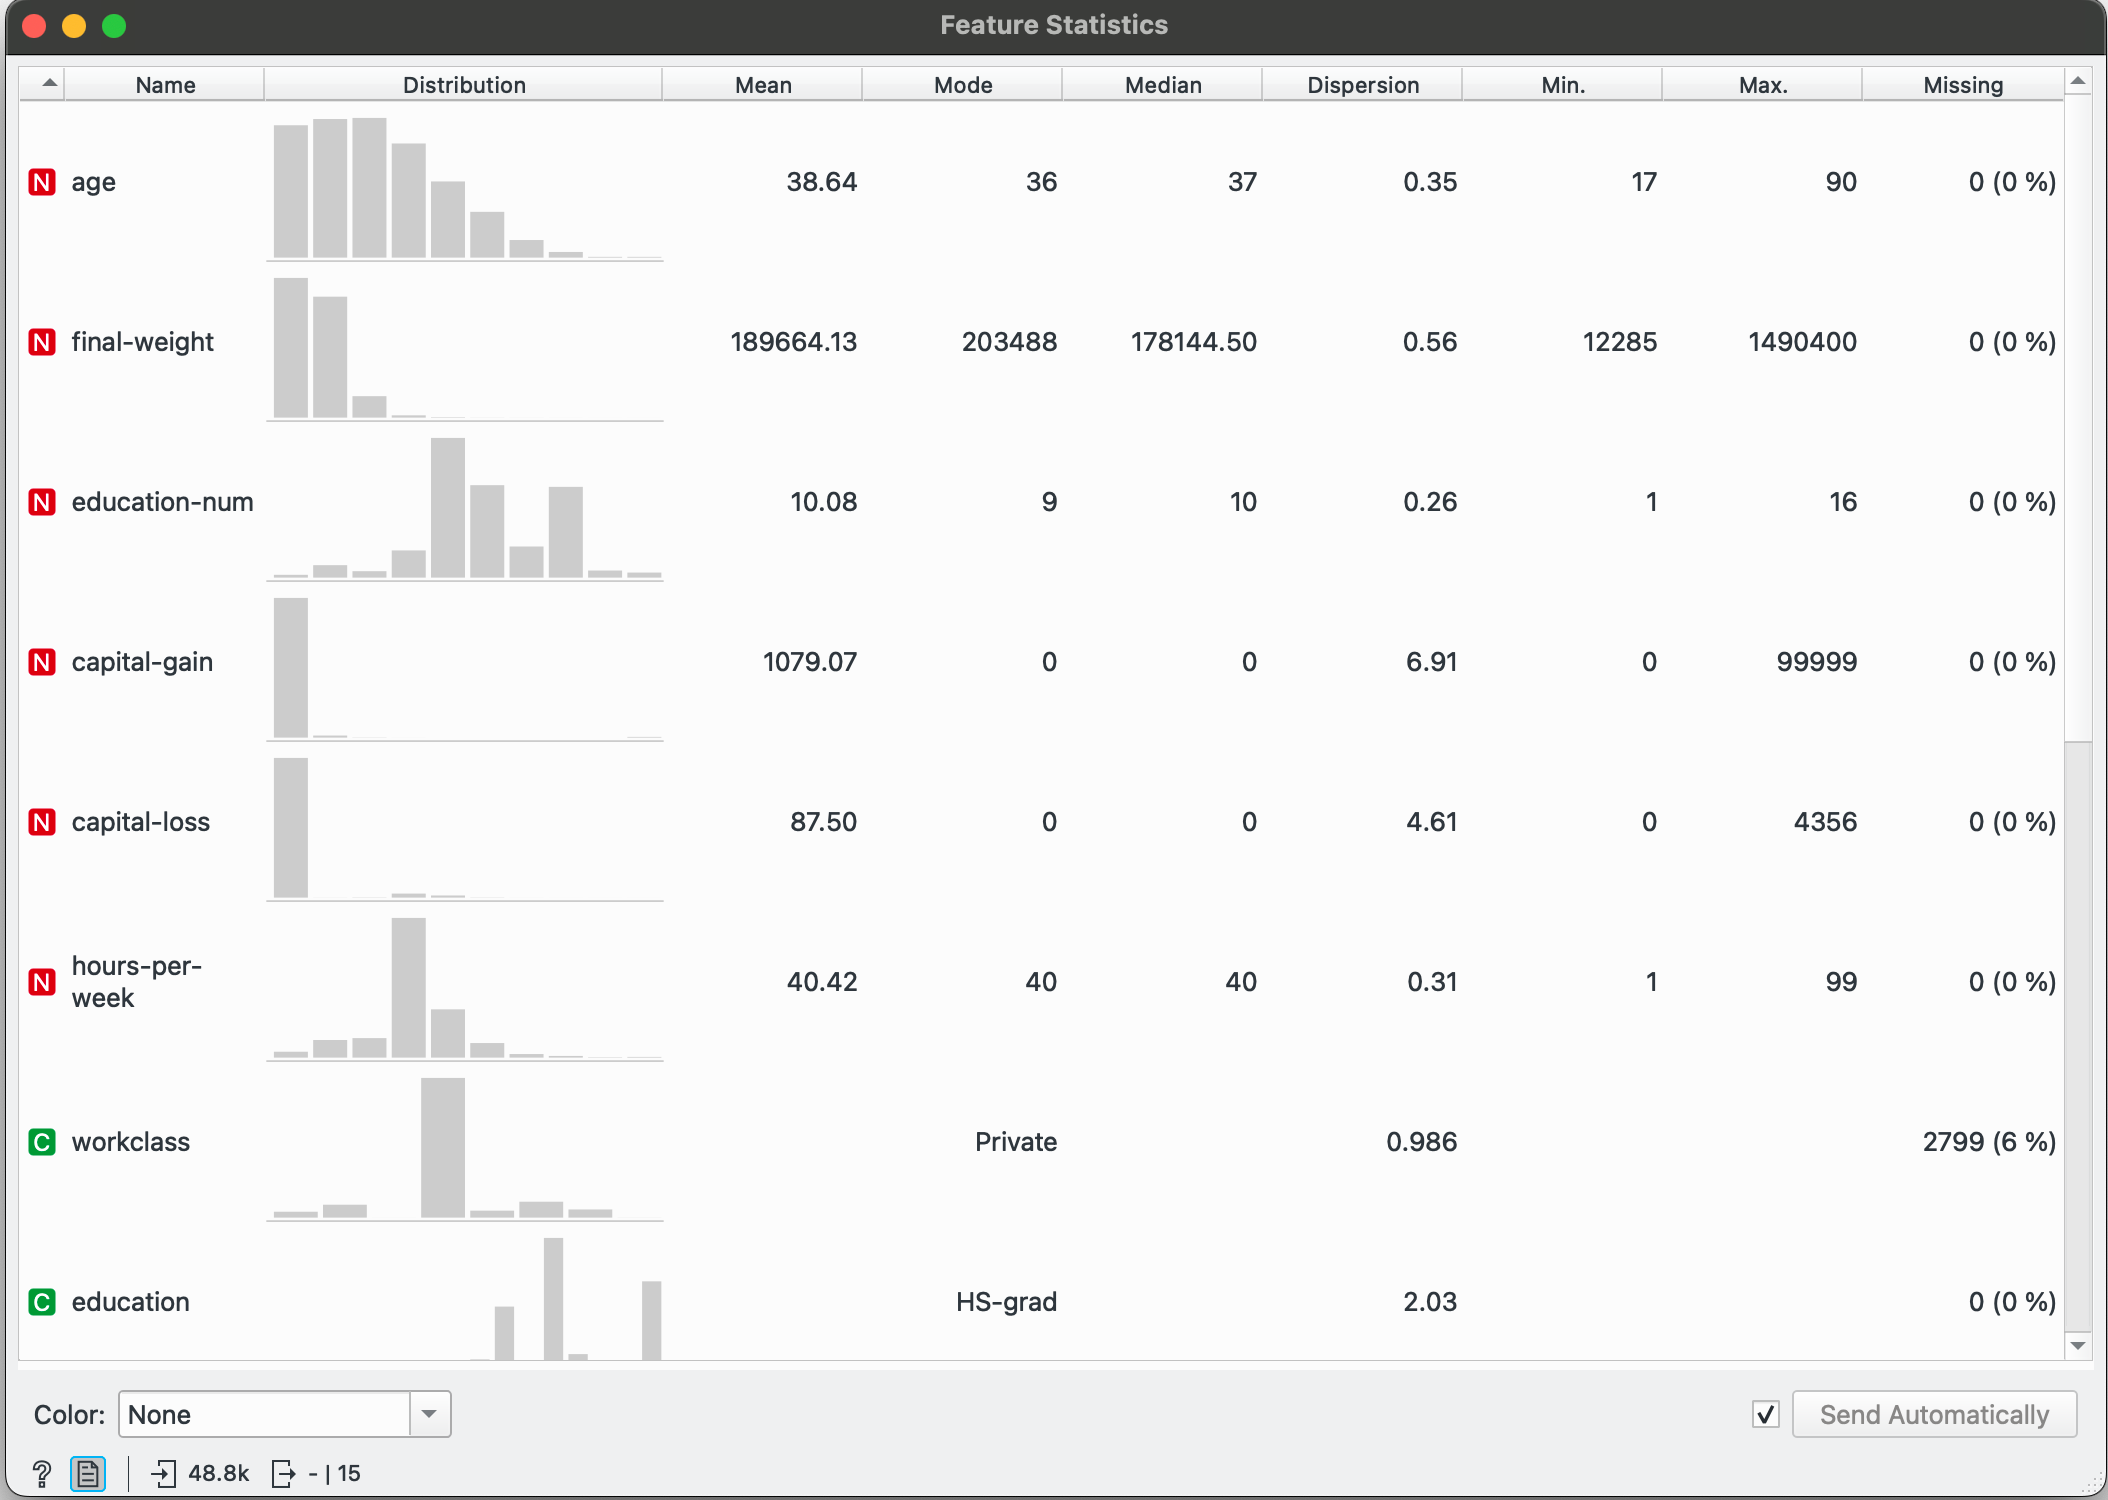 Feature Statistics
Name Distribution Mean Mode Median Dispersion Min. Max. Missing
N age 38.64 36 37 0.35 17 90 0 (0 %)
N final-weight 189664.13 203488 178144.50 0.56 12285 1490400 0 (0 %)
N education-num 10.08 9 10 0.26 1 16 0 (0 %)
N capital-gain 1079.07 0 0 6.91 0 99999 0 (0 %)
N capital-loss 87.50 0 0 4.61 0 4356 0 (0 %)
N hours-per-
week 40.42 40 40 0.31 1 99 0 (0 %)
C workclass Private 0.986 2799 (6 %)
C education HS-grad 2.03 0 (0 %)
Color: None Send Automatically
? 48.8k - | 15